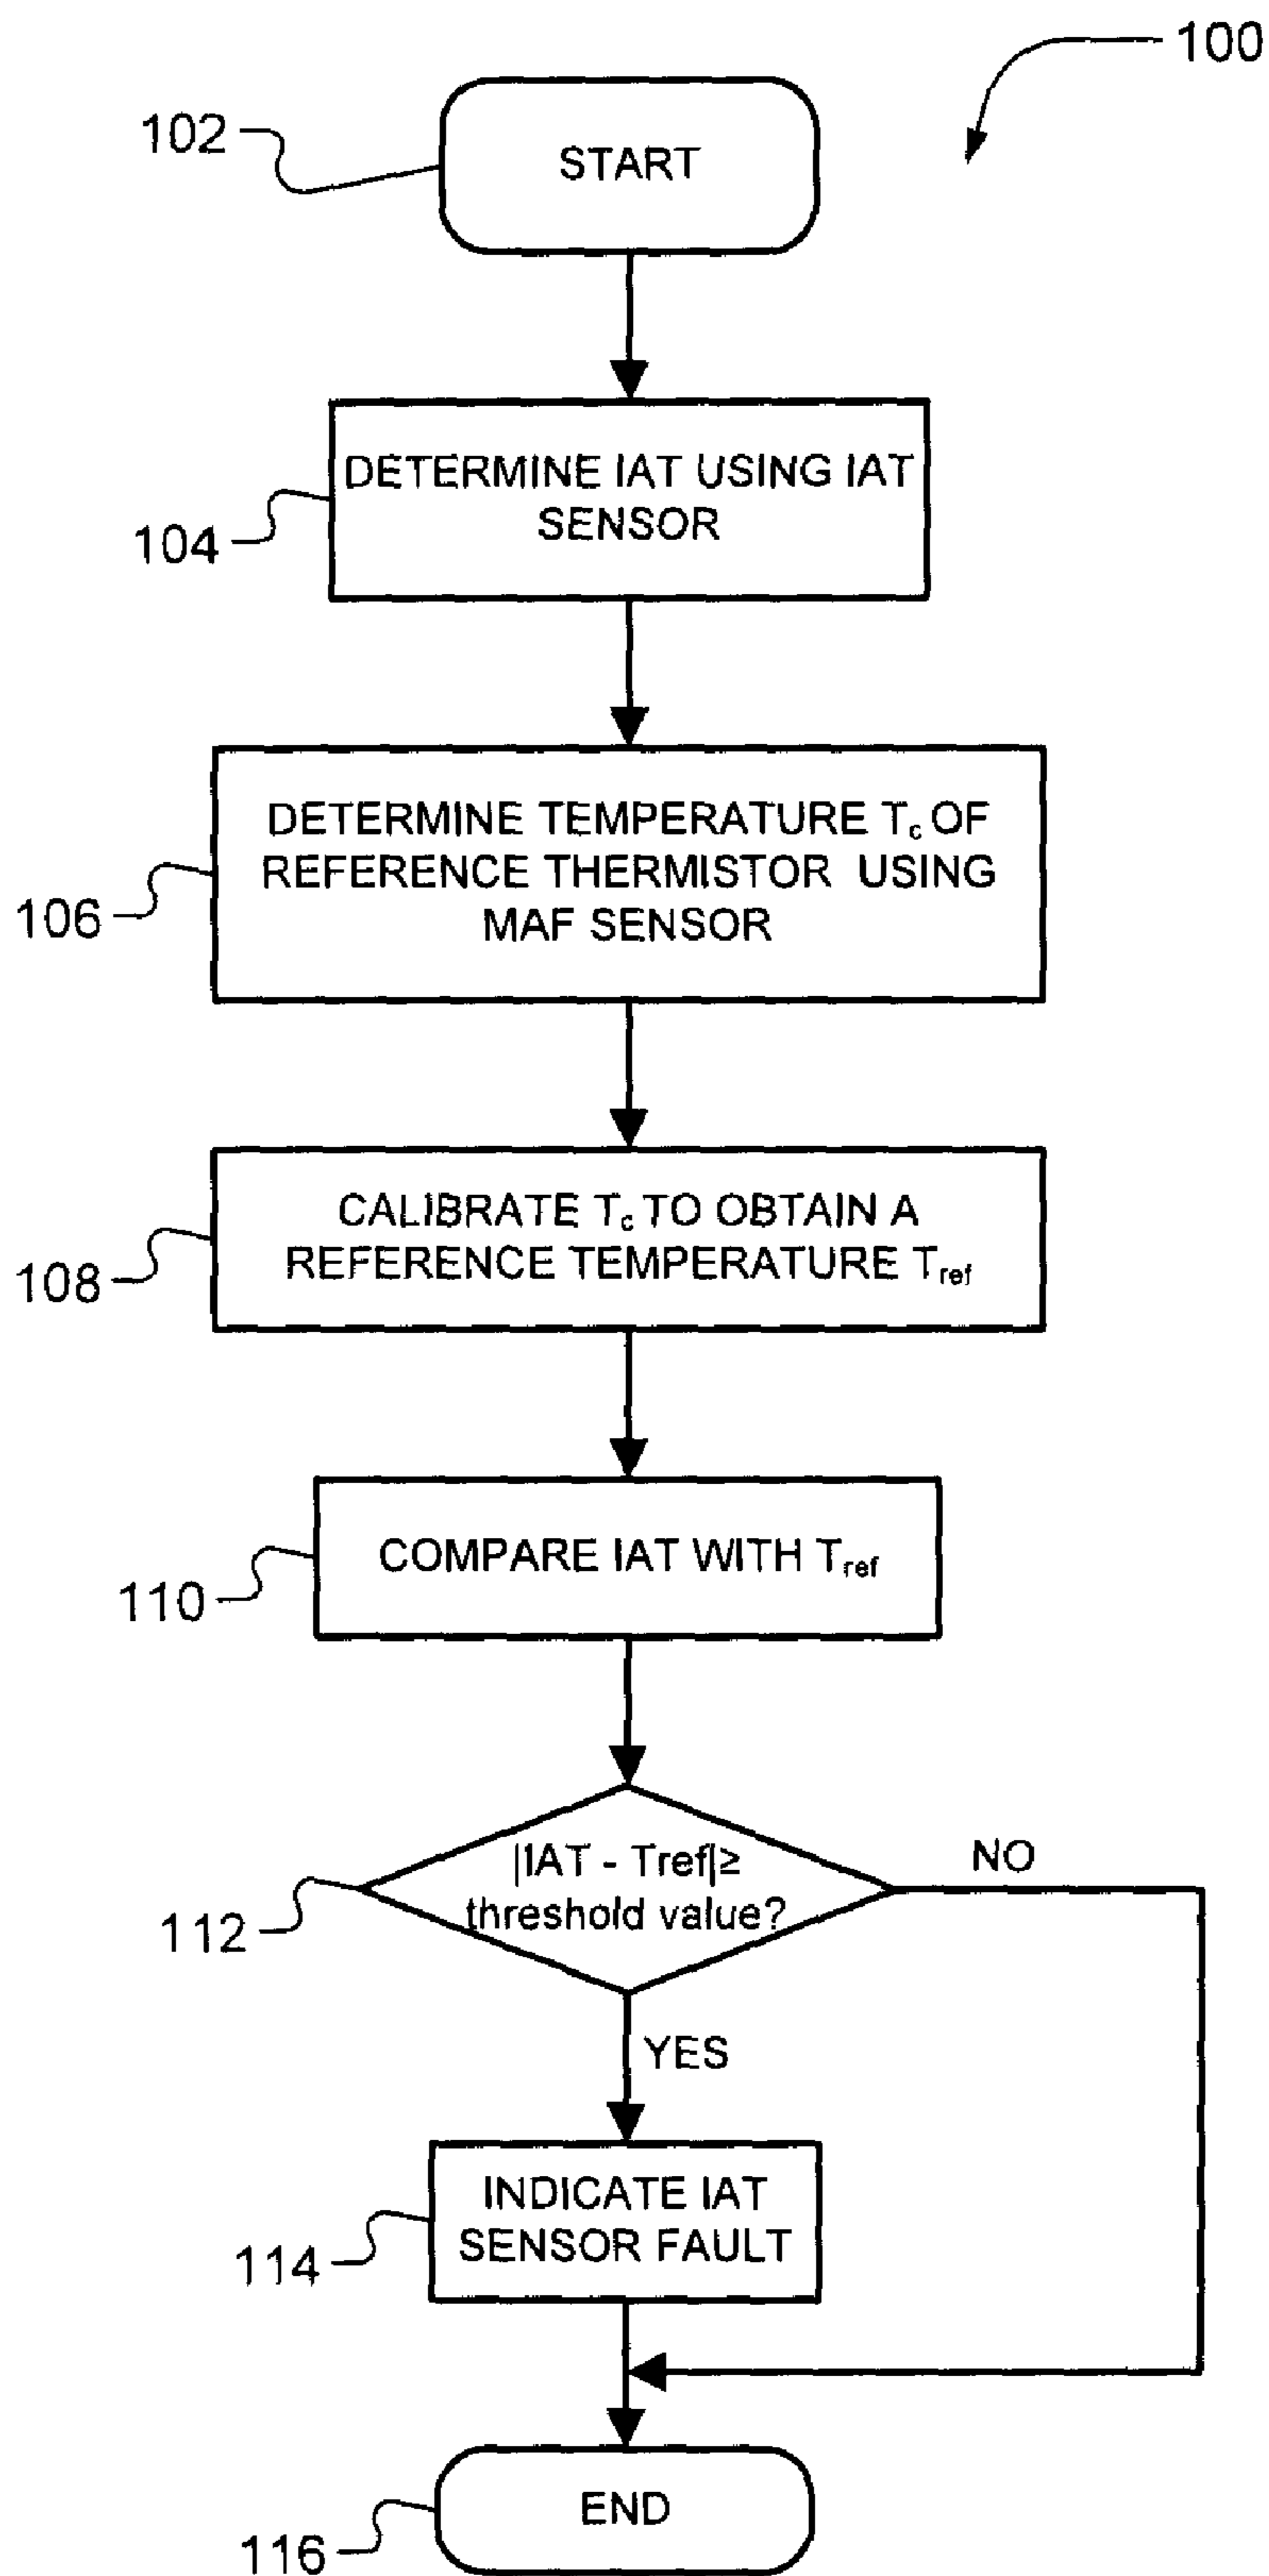 100
102
START
DETERMINE IAT USING IAT
SENSOR
104
DETERMINE TEMPERATURE Tc OF
REFERENCE THERMISTOR USING
MAF SENSOR
106
CALIBRATE Tc TO OBTAIN A
REFERENCE TEMPERATURE Tref
108
COMPARE IAT WITH Tref
110
|IAT - Tref|≥
threshold value?
NO
112
YES
INDICATE IAT
SENSOR FAULT
114
END
116